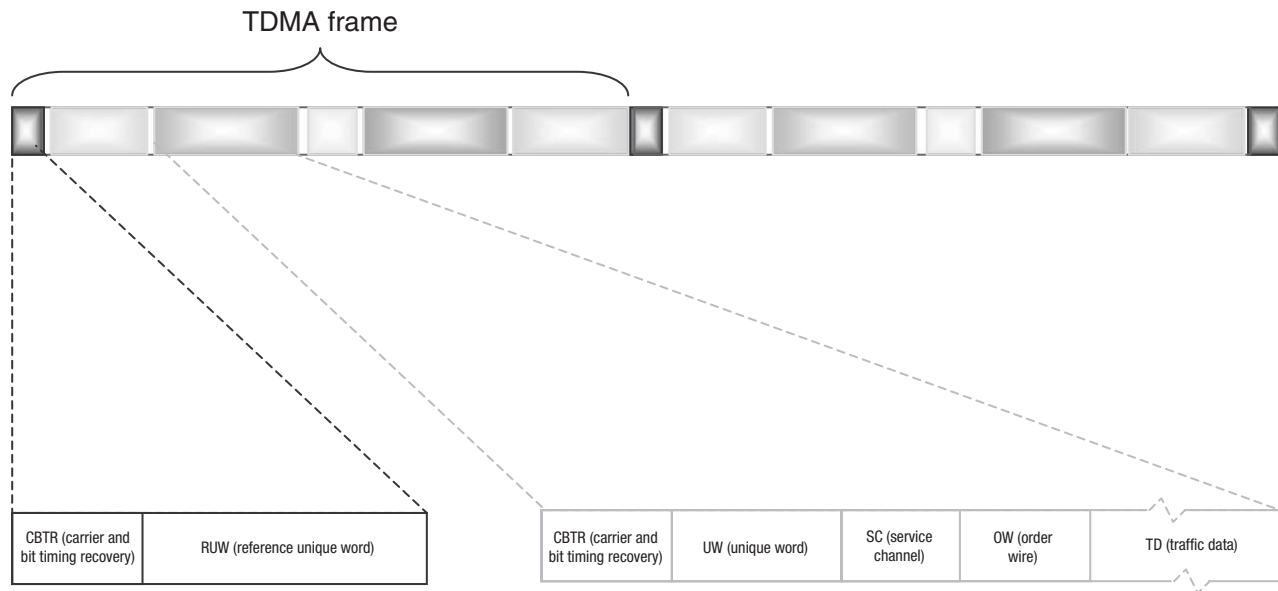 TDMA frame
CBTR (carrier and
bit timing recovery)
RUW (reference unique word)
CBTR (carrier and
bit timing recovery)
UW (unique word)
SC (service
channel)
OW (order
wire)
TD (traffic data)